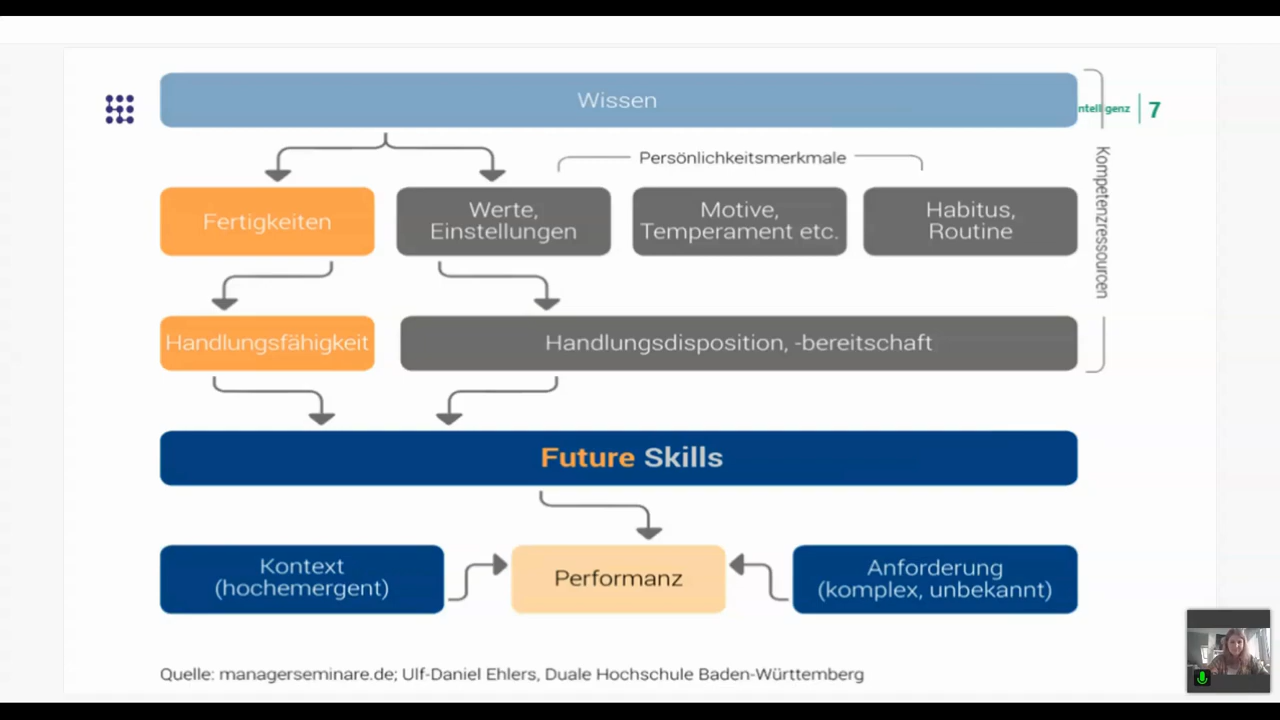 Wissen
ntelligenz
7
Persönlichkeitsmerkmale
Kompetenzressourcen
Fertigkeiten
Werte,
Einstellungen
Motive,
Temperament etc.
Habitus,
Routine
Handlungsfähigkeit
Handlungsdisposition, -bereitschaft
Future Skills
Kontext
(hochemergent)
Performanz
Anforderung
(komplex, unbekannt)
Quelle: managerseminare.de; Ulf-Daniel Ehlers, Duale Hochschule Baden-Württemberg